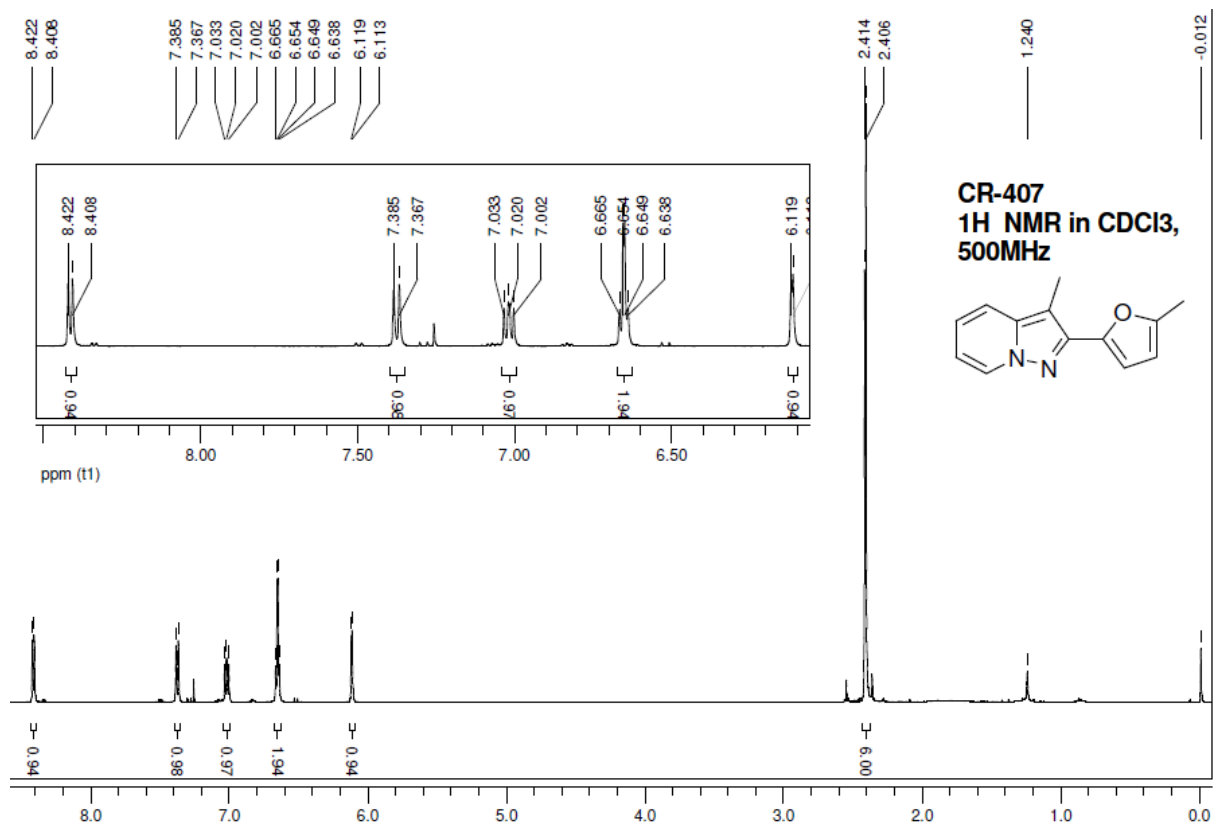 8.422 8.408 7.385 7.367 7.033 7.020 7.002 6.665 6.654 6.649 6.638 6.119 6.113 2.414 2.406 1.240 -0.012
8.422 8.408 7.385 7.367 7.033 7.020 7.002 6.665 6.654 6.649 6.638 6.119
CR-407
1H NMR in CDCl3,
500MHz
O
N N
0.94 0.98 0.97 1.94 0.94
8.00 7.50 7.00 6.50
ppm (t1)
0.94 0.98 0.97 1.94 0.94 6.00
8.0 7.0 6.0 5.0 4.0 3.0 2.0 1.0 0.0